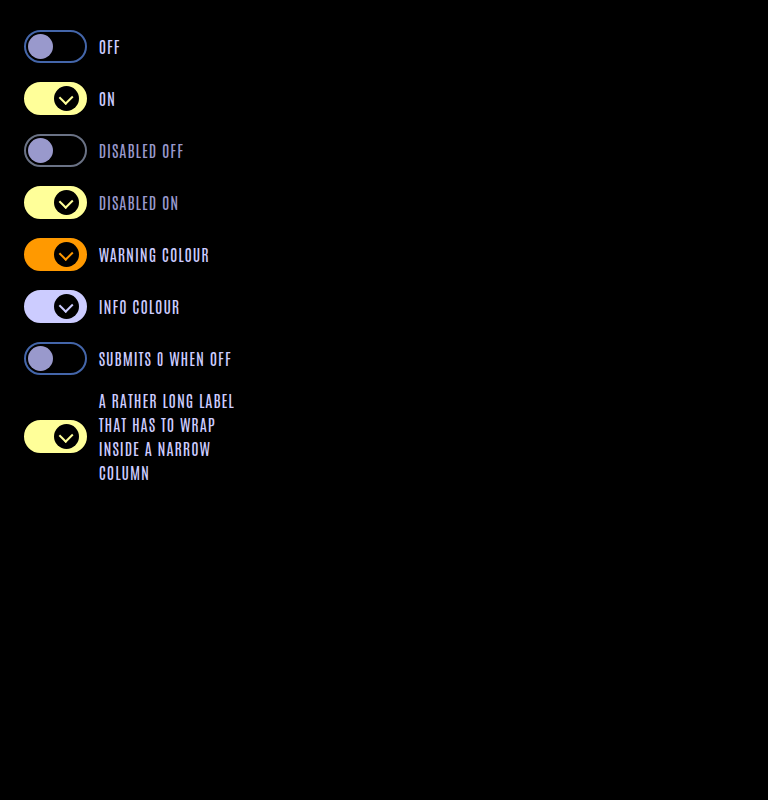 OFF
ON
DISABLED OFF
DISABLED ON
WARNING COLOUR
INFO COLOUR
SUBMITS 0 WHEN OFF
A RATHER LONG LABEL
THAT HAS TO WRAP
INSIDE A NARROW
COLUMN